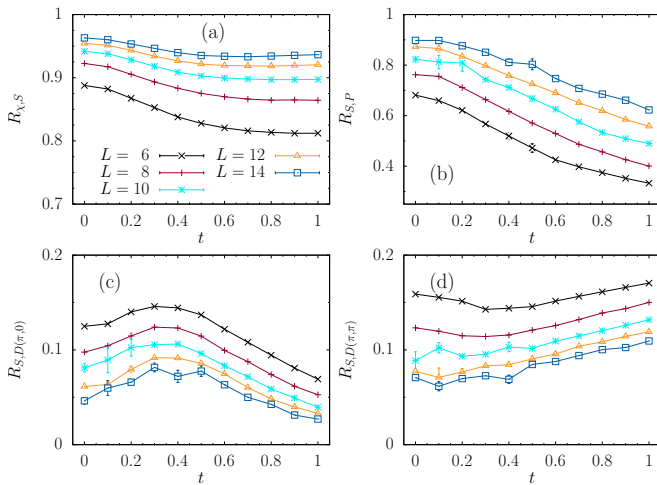 1
0.9
0.8
0.7
0 0.2 0.4 0.6 0.8 1
R_{χ,S}
t
(a)
L = 6
L = 8
L = 10
L = 12
L = 14
1
0.8
0.6
0.4
0 0.2 0.4 0.6 0.8 1
R_{S,P}
t
(b)
0.2
0.1
0
0 0.2 0.4 0.6 0.8 1
R_{S,D(π,0)}
t
(c)
0.2
0.1
0
0 0.2 0.4 0.6 0.8 1
R_{S,D(π,π)}
t
(d)